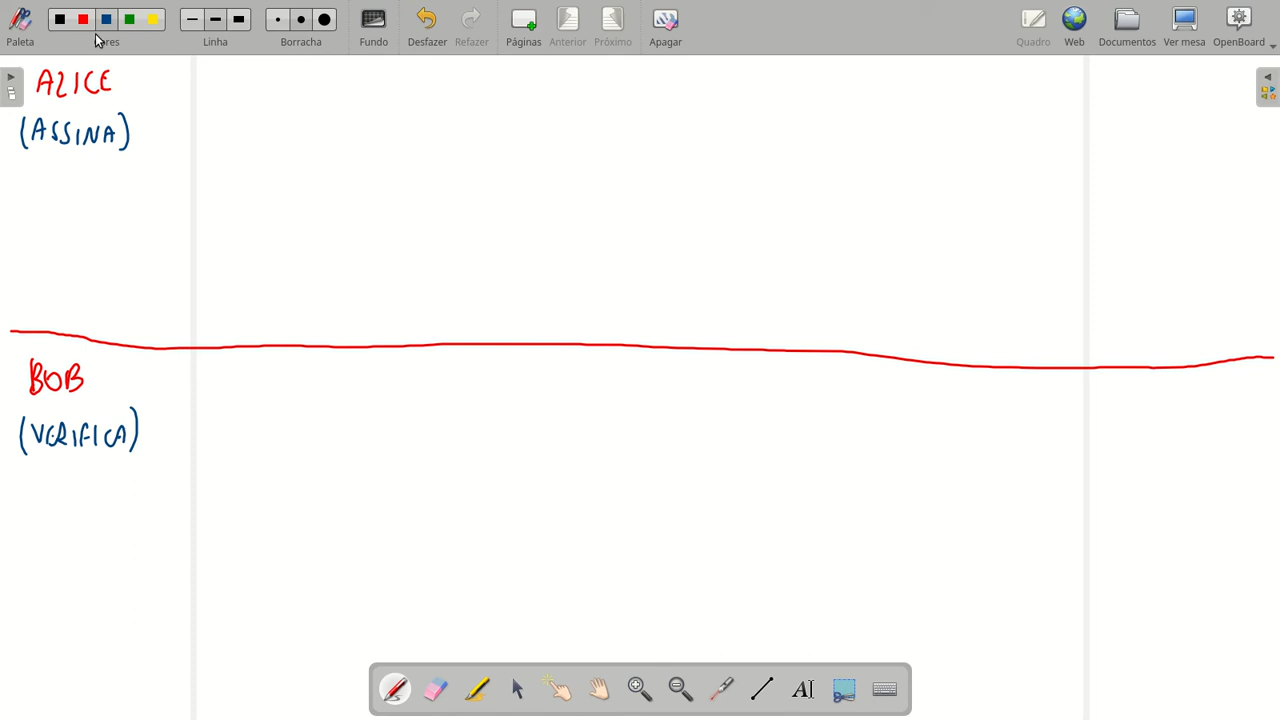 Paleta
Cores
Linha
Borracha
Fundo
Desfazer
Refazer
Páginas
Anterior
Próximo
Apagar
Quadro
Web
Documentos
Ver mesa
OpenBoard
ALICE
(ASSINA)
BOB
(VERIFICA)
AI